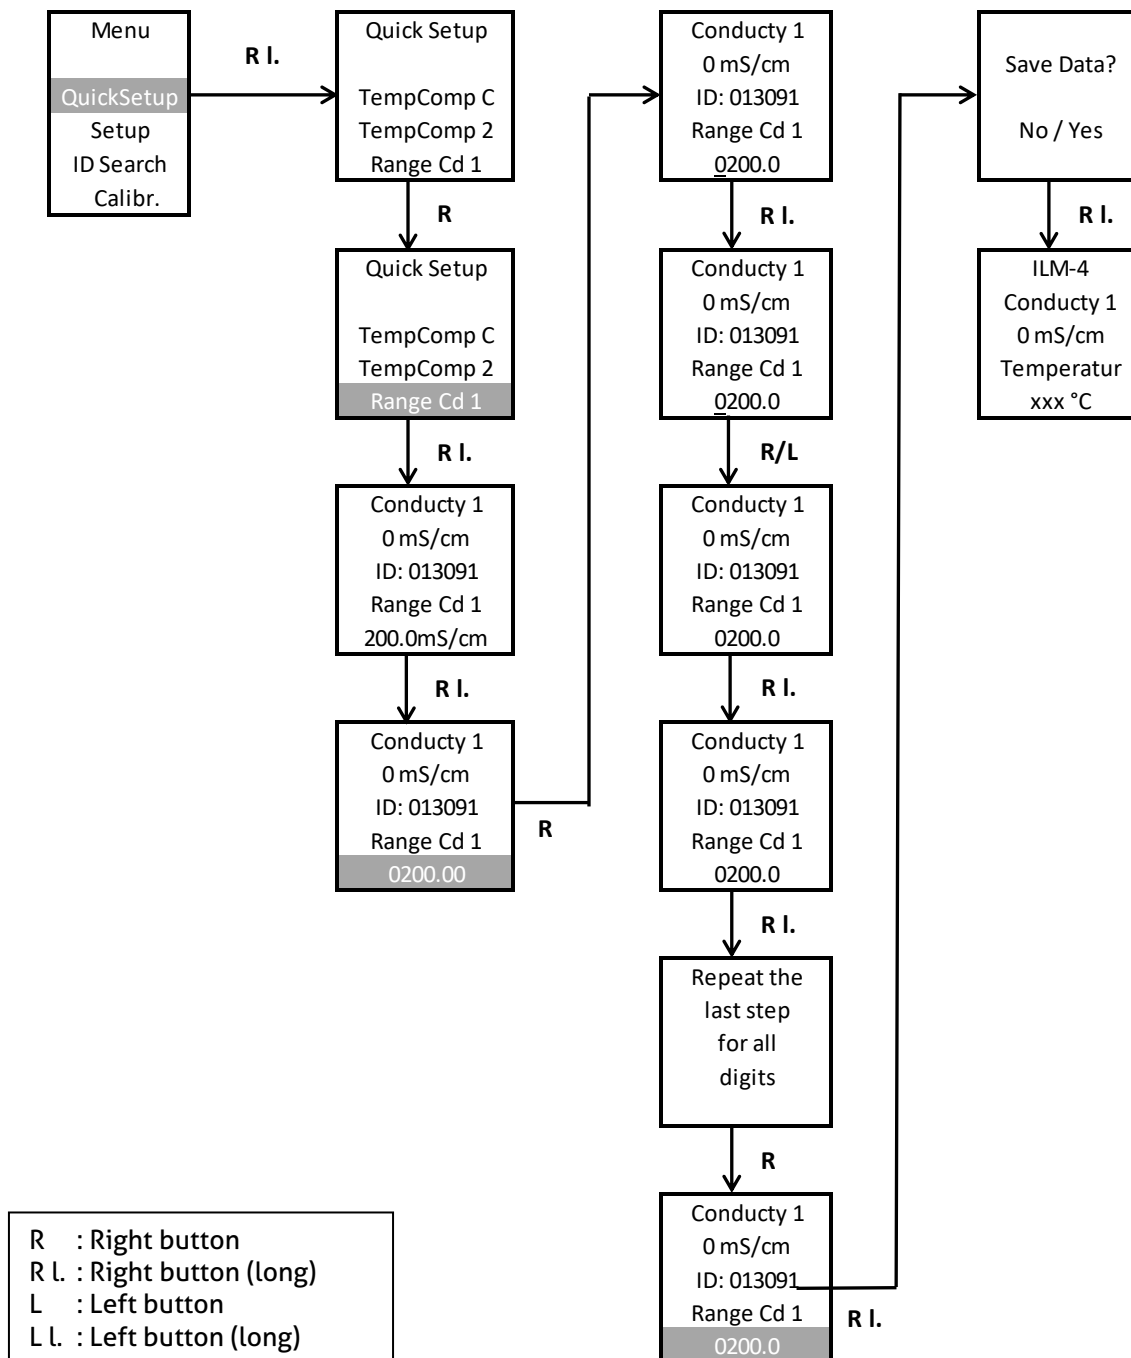 Menu
QuickSetup
Setup
ID Search
Calibr.
R l.
Quick Setup
TempComp C
TempComp 2
Range Cd 1
R
Quick Setup
TempComp C
TempComp 2
Range Cd 1
R l.
Conducty 1
0 mS/cm
ID: 013091
Range Cd 1
200.0mS/cm
R l.
Conducty 1
0 mS/cm
ID: 013091
Range Cd 1
0200.00
R
Conducty 1
0 mS/cm
ID: 013091
Range Cd 1
0200.0
R l.
Conducty 1
0 mS/cm
ID: 013091
Range Cd 1
0200.0
R/L
Conducty 1
0 mS/cm
ID: 013091
Range Cd 1
0200.0
R l.
Conducty 1
0 mS/cm
ID: 013091
Range Cd 1
0200.0
R l.
Repeat the
last step
for all
digits
R
Conducty 1
0 mS/cm
ID: 013091
Range Cd 1
0200.0
R l.
Save Data?
No / Yes
R l.
ILM-4
Conducty 1
0 mS/cm
Temperatur
xxx °C
R : Right button
R l. : Right button (long)
L : Left button
L l. : Left button (long)